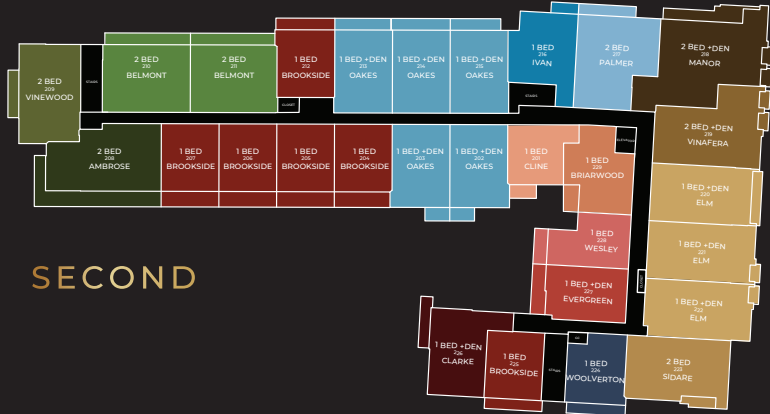 2 BED
209
VINEWOOD
STAIRS
2 BED
210
BELMONT
2 BED
211
BELMONT
1 BED
212
BROOKSIDE
CLOSET
1 BED +DEN
213
OAKES
1 BED +DEN
214
OAKES
1 BED +DEN
215
OAKES
1 BED
216
IVAN
STAIRS
2 BED
217
PALMER
2 BED +DEN
218
MANOR
2 BED +DEN
219
VINAFERA
1 BED +DEN
220
ELM
1 BED +DEN
221
ELM
1 BED +DEN
222
ELM
2 BED
208
AMBROSE
1 BED
207
BROOKSIDE
1 BED
206
BROOKSIDE
1 BED
205
BROOKSIDE
1 BED
204
BROOKSIDE
1 BED +DEN
203
OAKES
1 BED +DEN
202
OAKES
1 BED
201
CLINE
ELEVATOR
1 BED
229
BRIARWOOD
1 BED
228
WESLEY
1 BED +DEN
227
EVERGREEN
CLOSET
SECOND
1 BED +DEN
226
CLARKE
1 BED
225
BROOKSIDE
STAIRS
1 BED
224
WOOLVERTON
2 BED
223
SIDARE